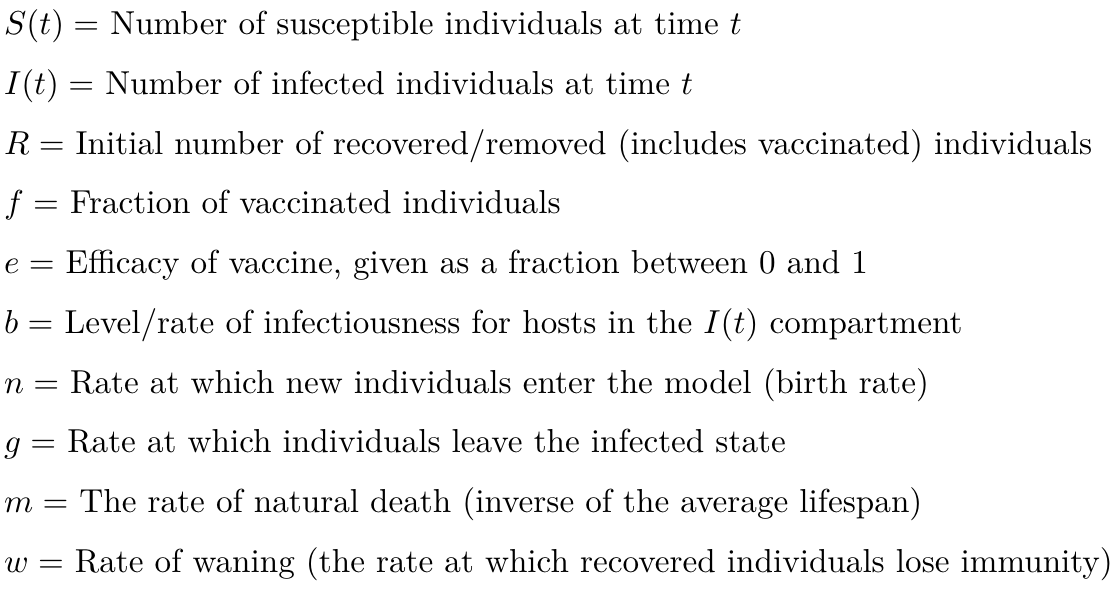 S(t) = Number of susceptible individuals at time t
I(t) = Number of infected individuals at time t
R = Initial number of recovered/removed (includes vaccinated) individuals
f = Fraction of vaccinated individuals
e = Efficacy of vaccine, given as a fraction between 0 and 1
b = Level/rate of infectiousness for hosts in the I(t) compartment
n = Rate at which new individuals enter the model (birth rate)
g = Rate at which individuals leave the infected state
m = The rate of natural death (inverse of the average lifespan)
w = Rate of waning (the rate at which recovered individuals lose immunity)